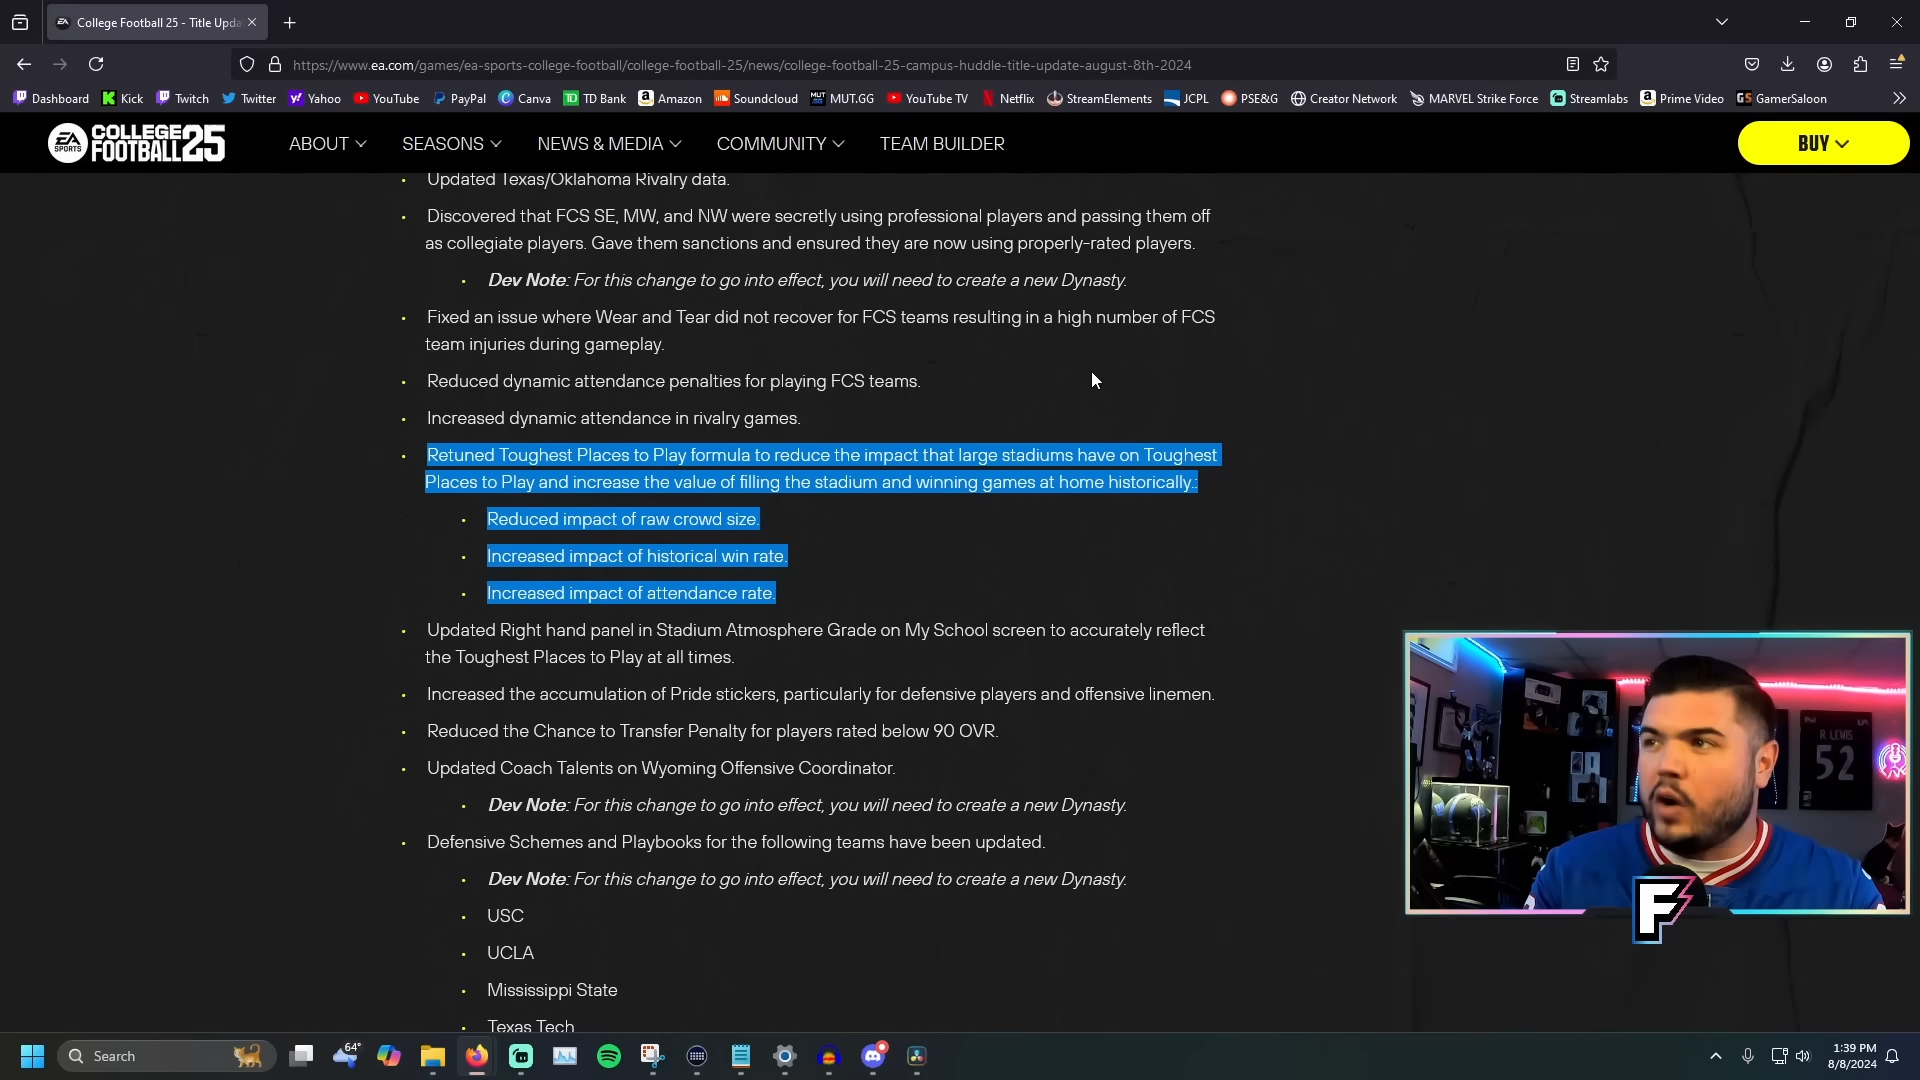 College Football 25 - Title Upda
https://www.ea.com/games/ea-sports-college-football/college-football-25/news/college-football-25-campus-huddle-title-update-august-8th-2024
Dashboard Kick Twitch Twitter Yahoo YouTube PayPal Canva TD Bank Amazon Soundcloud MUT.GG YouTube TV Netflix StreamElements JCPL PSE&G Creator Network MARVEL Strike Force Streamlabs Prime Video GamerSaloon
EA SPORTS COLLEGE FOOTBALL 25 ABOUT SEASONS NEWS & MEDIA COMMUNITY TEAM BUILDER BUY
Updated Texas/Oklahoma Rivalry data.
Discovered that FCS SE, MW, and NW were secretly using professional players and passing them off
as collegiate players. Gave them sanctions and ensured they are now using properly-rated players.
Dev Note: For this change to go into effect, you will need to create a new Dynasty.
Fixed an issue where Wear and Tear did not recover for FCS teams resulting in a high number of FCS
team injuries during gameplay.
Reduced dynamic attendance penalties for playing FCS teams.
Increased dynamic attendance in rivalry games.
Retuned Toughest Places to Play formula to reduce the impact that large stadiums have on Toughest
Places to Play and increase the value of filling the stadium and winning games at home historically.:
Reduced impact of raw crowd size.
Increased impact of historical win rate.
Increased impact of attendance rate.
Updated Right hand panel in Stadium Atmosphere Grade on My School screen to accurately reflect
the Toughest Places to Play at all times.
Increased the accumulation of Pride stickers, particularly for defensive players and offensive linemen.
Reduced the Chance to Transfer Penalty for players rated below 90 OVR.
Updated Coach Talents on Wyoming Offensive Coordinator.
Dev Note: For this change to go into effect, you will need to create a new Dynasty.
Defensive Schemes and Playbooks for the following teams have been updated.
Dev Note: For this change to go into effect, you will need to create a new Dynasty.
USC
UCLA
Mississippi State
Texas Tech
R. LEWIS
52
F
Search
64°
1:39 PM
8/8/2024